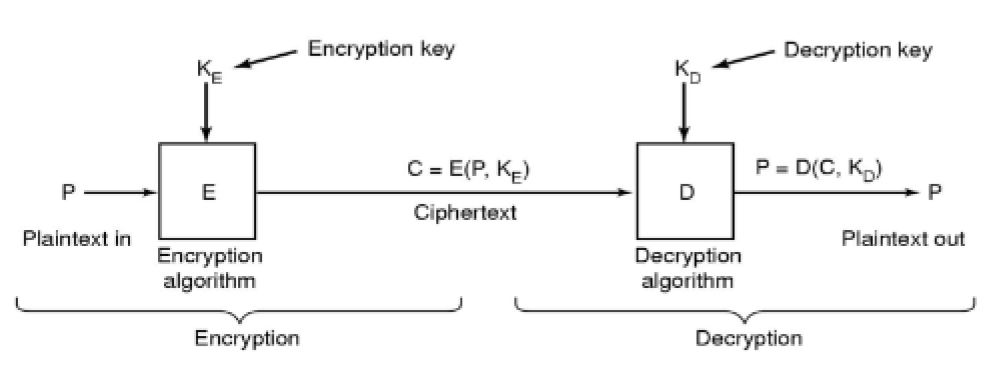 Encryption key
Decryption key
K_E
K_D
C = E(P, K_E)
P = D(C, K_D)
P
E
D
P
Ciphertext
Plaintext in
Plaintext out
Encryption
algorithm
Decryption
algorithm
Encryption
Decryption